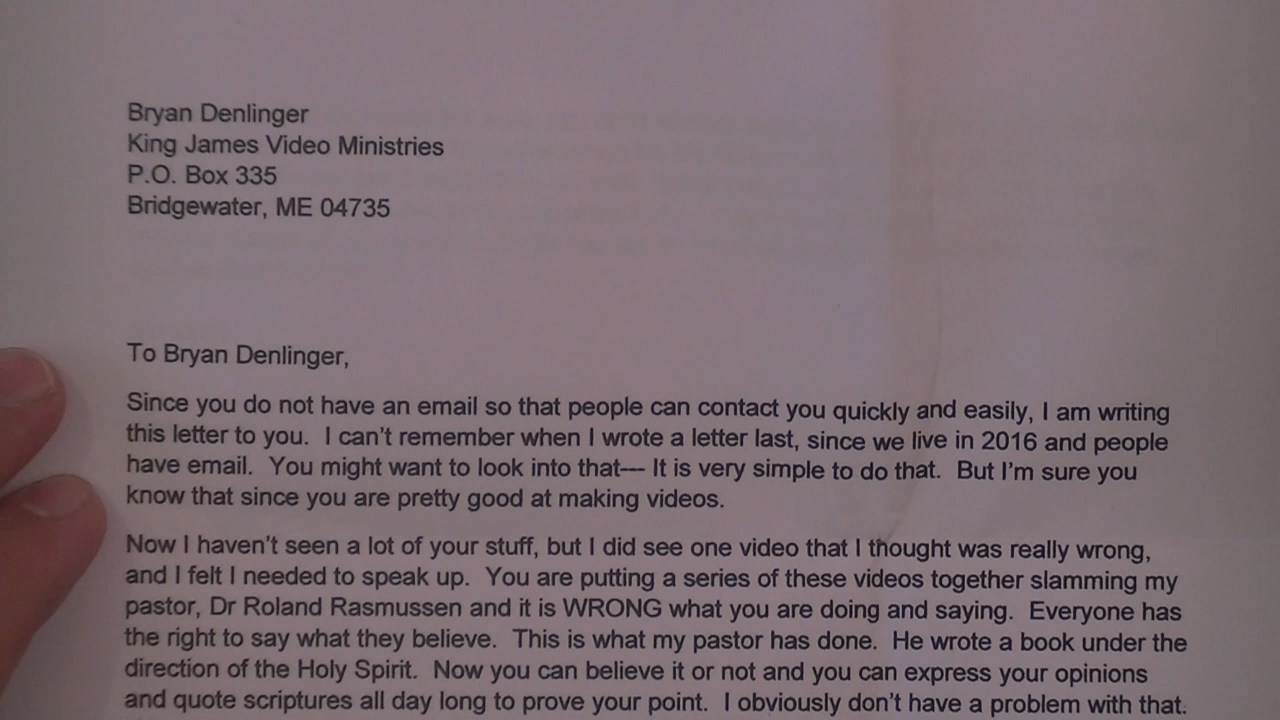 Bryan Denlinger
King James Video Ministries
P.O. Box 335
Bridgewater, ME 04735
To Bryan Denlinger,
Since you do not have an email so that people can contact you quickly and easily, I am writing
this letter to you.  I can't remember when I wrote a letter last, since we live in 2016 and people
have email.  You might want to look into that--- It is very simple to do that.  But I'm sure you
know that since you are pretty good at making videos.
Now I haven't seen a lot of your stuff, but I did see one video that I thought was really wrong,
and I felt I needed to speak up.  You are putting a series of these videos together slamming my
pastor, Dr Roland Rasmussen and it is WRONG what you are doing and saying.  Everyone has
the right to say what they believe.  This is what my pastor has done.  He wrote a book under the
direction of the Holy Spirit.  Now you can believe it or not and you can express your opinions
and quote scriptures all day long to prove your point.  I obviously don't have a problem with that.